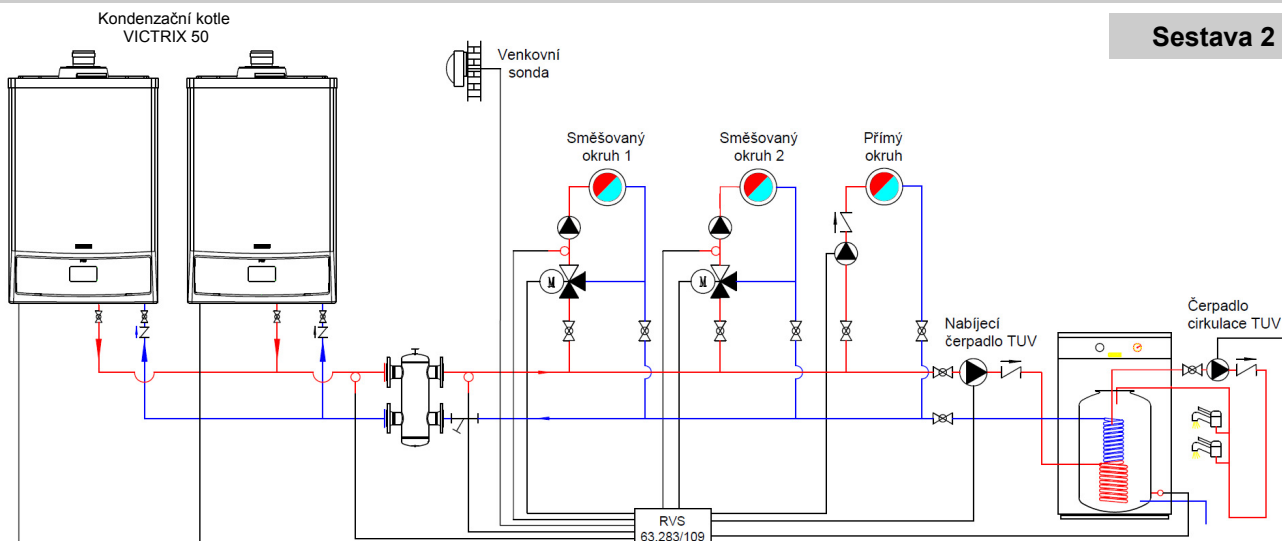 Kondenzační kotle
VICTRIX 50
Sestava 2
Venkovní
sonda
Směšovaný
okruh 1
Směšovaný
okruh 2
Přímý
okruh
M
M
Nabíjecí
čerpadlo TUV
Čerpadlo
cirkulace TUV
RVS
63.283/109